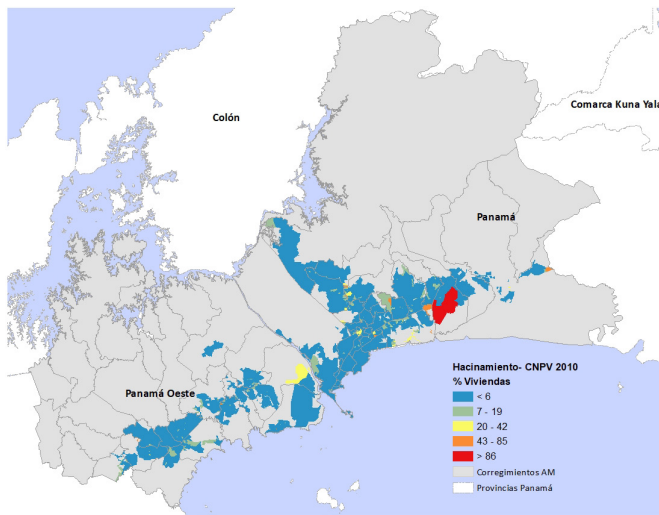 Colón
Comarca Kuna Yala
Panamá
Panamá Oeste
Hacinamiento- CNPV 2010
% Viviendas
< 6
7 - 19
20 - 42
43 - 85
> 86
Corregimientos AM
Provincias Panamá